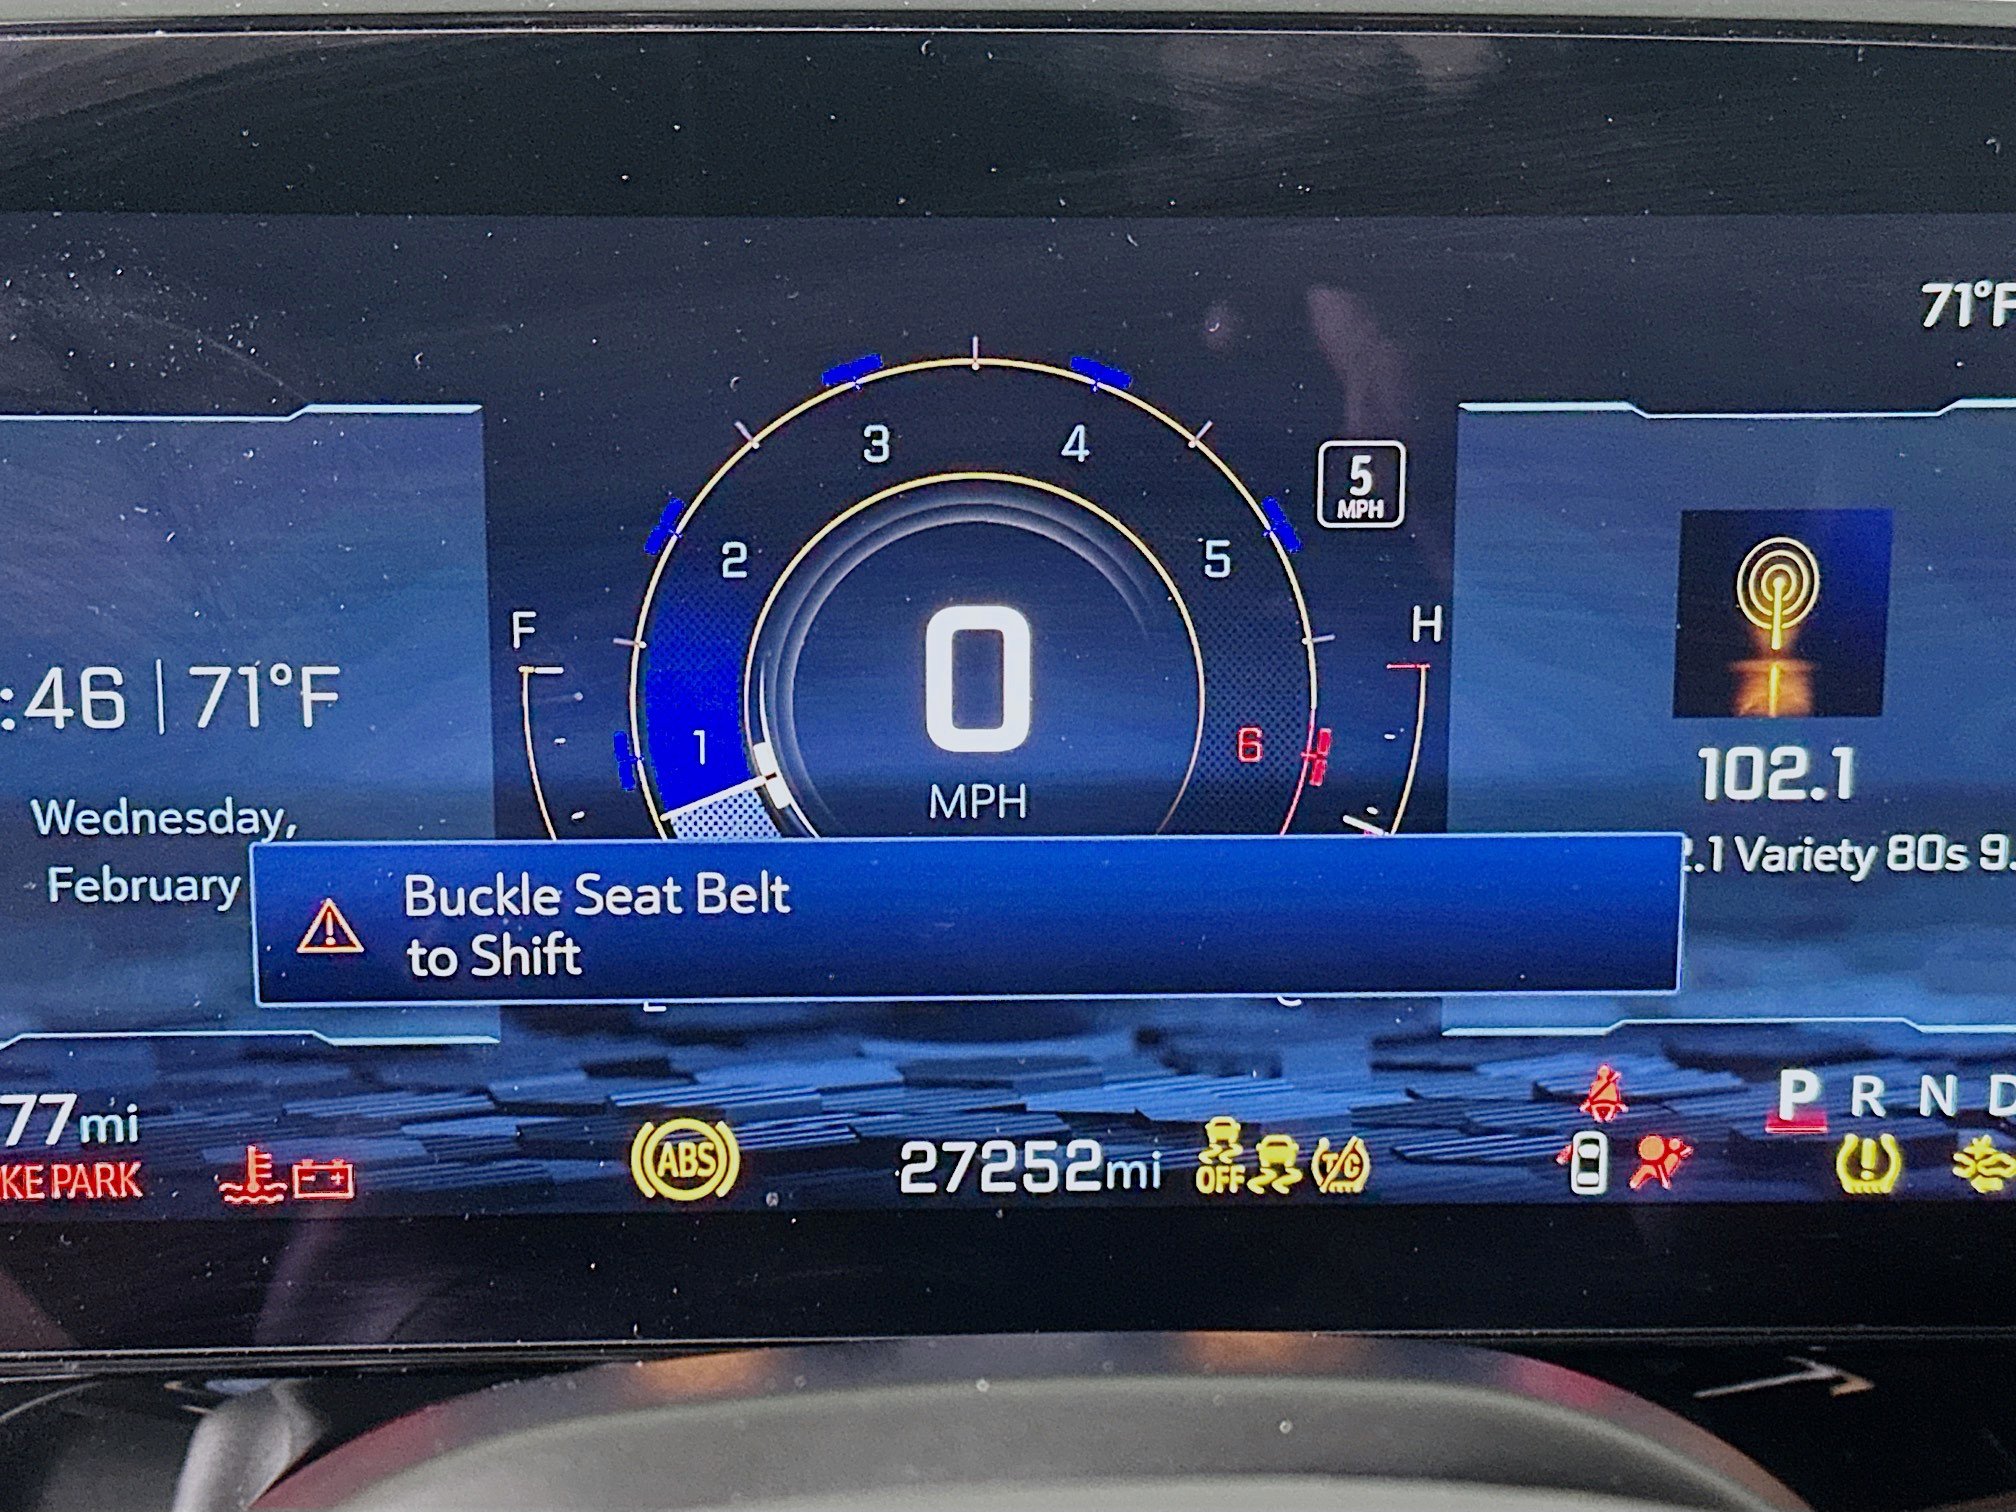 71°F
3
4
5
MPH
2
5
F
H
:46 | 71°F
0
1
6
MPH
102.1
Wednesday,
February
.1 Variety 80s 9
Buckle Seat Belt
to Shift
P R N D
77mi
KE PARK
ABS
27252mi
OFF
TC